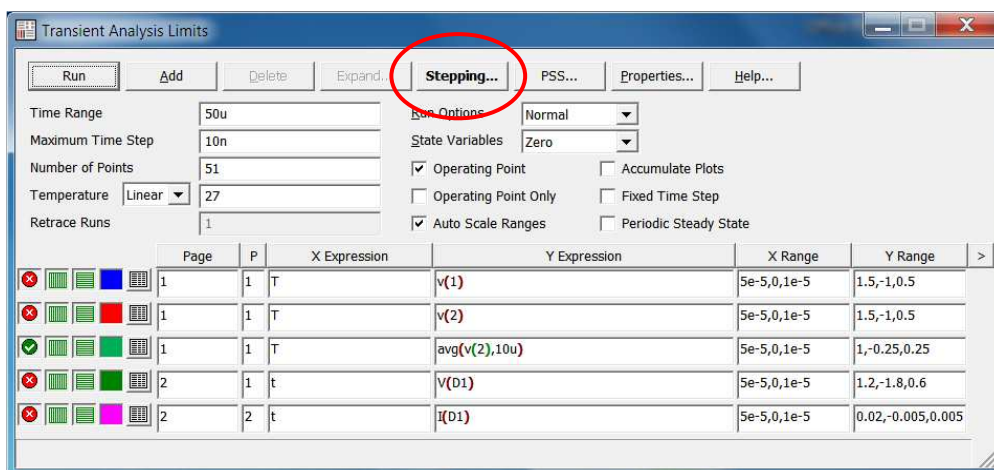 Transient Analysis Limits
Run Add Delete Expand... Stepping... PSS... Properties... Help...
Time Range 50u Run Options Normal
Maximum Time Step 10n State Variables Zero
Number of Points 51 Operating Point Accumulate Plots
Temperature Linear 27 Operating Point Only Fixed Time Step
Retrace Runs 1 Auto Scale Ranges Periodic Steady State
Page P X Expression Y Expression X Range Y Range >
1 1 T v(1) 5e-5,0,1e-5 1.5,-1,0.5
1 1 T v(2) 5e-5,0,1e-5 1.5,-1,0.5
1 1 T avg(v(2),10u) 5e-5,0,1e-5 1,-0.25,0.25
2 1 t V(D1) 5e-5,0,1e-5 1.2,-1.8,0.6
2 2 t I(D1) 5e-5,0,1e-5 0.02,-0.005,0.005